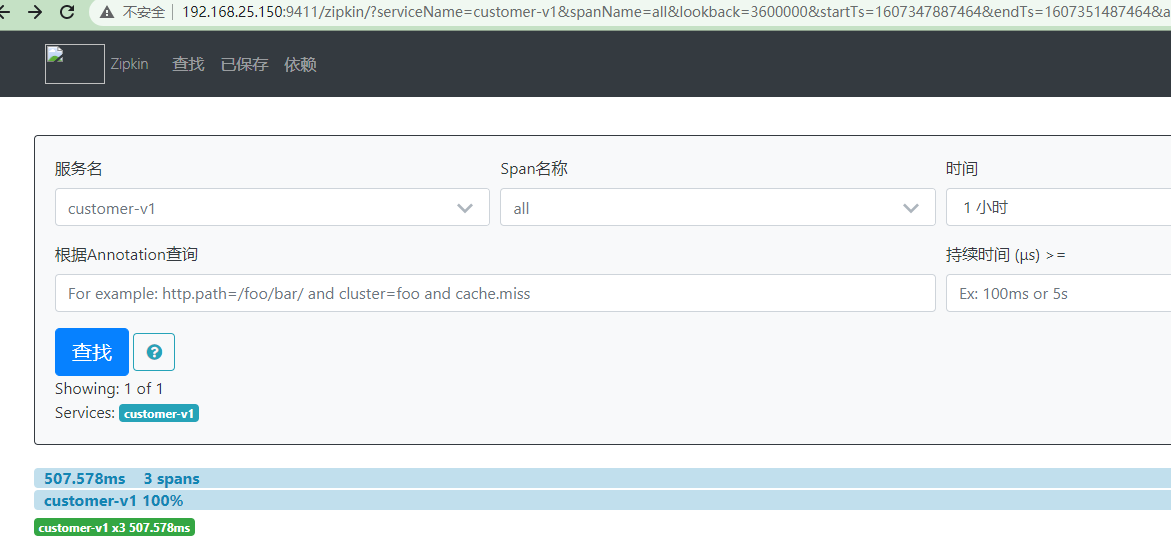 不安全 192.168.25.150:9411/zipkin/?serviceName=customer-v1&spanName=all&lookback=3600000&startTs=1607347887464&endTs=1607351487464&a
Zipkin 查找 已保存 依赖
服务名 Span名称 时间
customer-v1 all 1 小时
根据Annotation查询 持续时间 (μs) >=
For example: http.path=/foo/bar/ and cluster=foo and cache.miss Ex: 100ms or 5s
查找 ?
Showing: 1 of 1
Services: customer-v1
507.578ms 3 spans
customer-v1 100%
customer-v1 x3 507.578ms